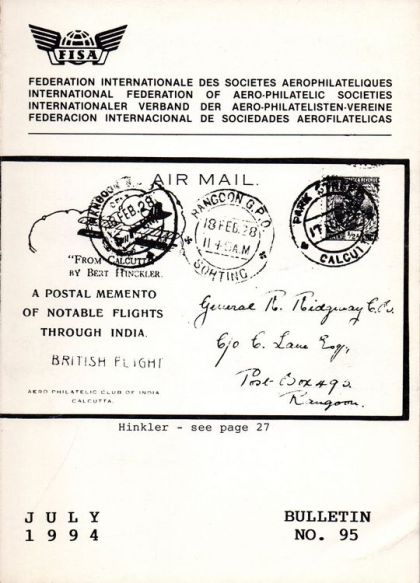 FISA
FEDERATION INTERNATIONALE DES SOCIETES AEROPHILATELIQUES
INTERNATIONAL FEDERATION OF AERO-PHILATELIC SOCIETIES
INTERNATIONALER VERBAND DER AERO-PHILATELISTEN-VEREINE
FEDERACION INTERNACIONAL DE SOCIEDADES AEROFILATELICAS
AIR MAIL.
RANGOON G.P.O.
18 FEB. 28
SORTING
PARK STREET
CALCUT
"FROM CALCUTTA"
BY BERT HINCKLER.
A POSTAL MEMENTO
OF NOTABLE FLIGHTS
THROUGH INDIA.
BRITISH FLIGHT
AERO PHILATELIC CLUB OF INDIA
CALCUTTA.
General R. Ridgway
C/o C. Lane Esq,
Post-Box 490
Rangoon.
Hinkler - see page 27
JULY
1994
BULLETIN
NO. 95